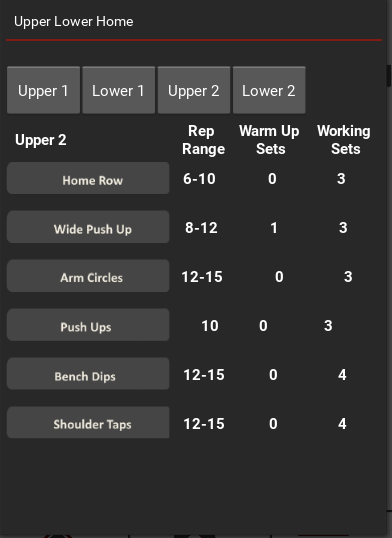 Upper Lower Home
Upper 1 Lower 1 Upper 2 Lower 2
Upper 2 Rep Range Warm Up Sets Working Sets
Home Row 6-10 0 3
Wide Push Up 8-12 1 3
Arm Circles 12-15 0 3
Push Ups 10 0 3
Bench Dips 12-15 0 4
Shoulder Taps 12-15 0 4